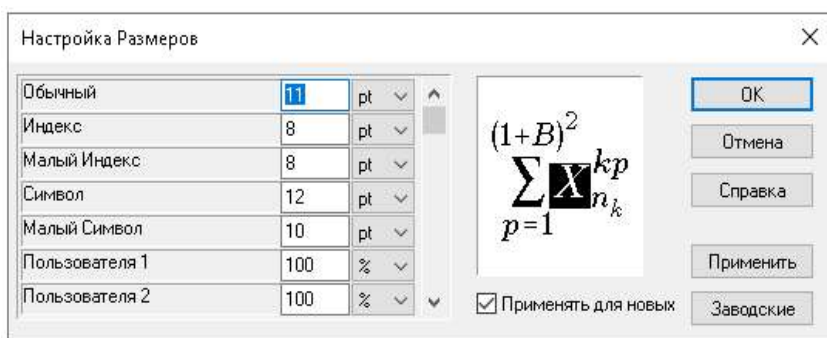 Настройка Размеров
Обычный 11 pt
Индекс 8 pt
Малый Индекс 8 pt
Символ 12 pt
Малый Символ 10 pt
Пользователя 1 100 %
Пользователя 2 100 %
(1+B)²
∑ X kp n k
p=1
Применять для новых
OK
Отмена
Справка
Применить
Заводские